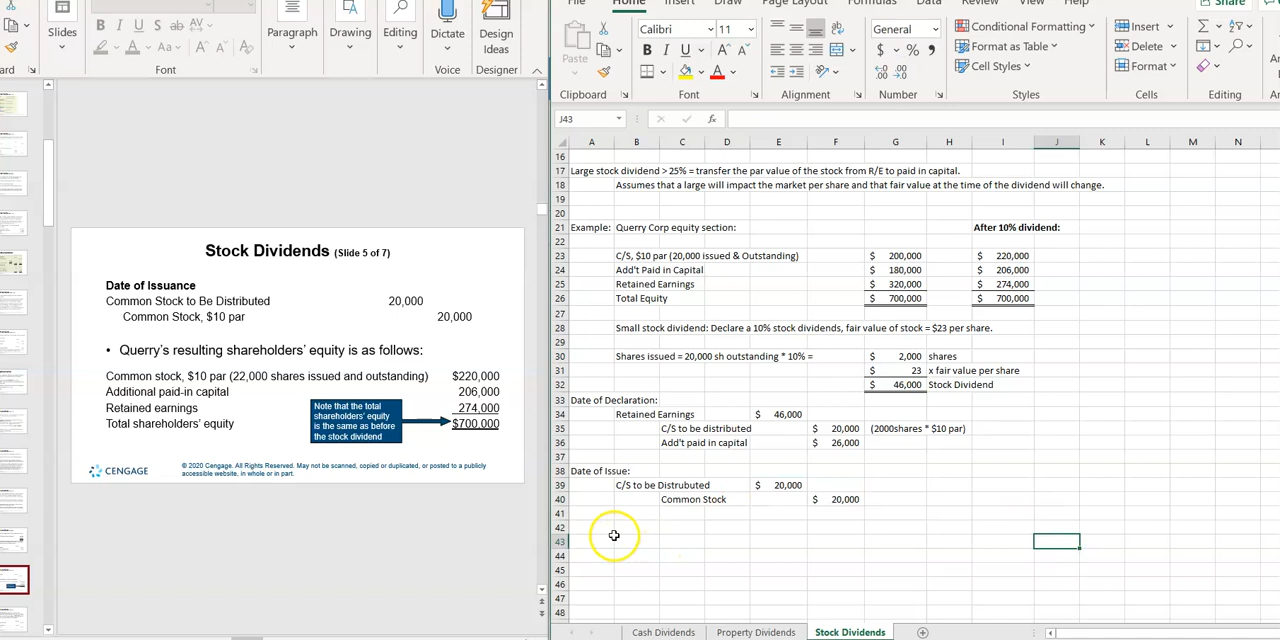 Slides
Paragraph
Drawing
Editing
Dictate
Design
Ideas
Font
Voice
Designer
Stock Dividends (Slide 5 of 7)
Date of Issuance
Common Stock to Be Distributed 20,000
Common Stock, $10 par 20,000
• Querry's resulting shareholders' equity is as follows:
Common stock, $10 par (22,000 shares issued and outstanding) $220,000
Additional paid-in capital 206,000
Retained earnings 274,000
Total shareholders' equity $700,000
Note that the total
shareholders' equity
is the same as before
the stock dividend
CENGAGE
© 2020 Cengage. All Rights Reserved. May not be scanned, copied or duplicated, or posted to a publicly
accessible website, in whole or in part.
File Home Insert Draw Page Layout Formulas Data Review View Help Share
Paste
Calibri 11
B I U
General
$ % ,
Conditional Formatting
Format as Table
Cell Styles
Insert
Delete
Format
Clipboard Font Alignment Number Styles Cells Editing
J43 fx
A B C D E F G H I J K L M N
16
17 Large stock dividend > 25% = transfer the par value of the stock from R/E to paid in capital.
18 Assumes that a large will impact the market per share and that fair value at the time of the dividend will change.
19
20
21 Example: Querry Corp equity section: After 10% dividend:
22
23 C/S, $10 par (20,000 issued & Outstanding) $ 200,000 $ 220,000
24 Add't Paid in Capital $ 180,000 $ 206,000
25 Retained Earnings $ 320,000 $ 274,000
26 Total Equity $ 700,000 $ 700,000
27
28 Small stock dividend: Declare a 10% stock dividends, fair value of stock = $23 per share.
29
30 Shares issued = 20,000 sh outstanding * 10% = $ 2,000 shares
31 $ 23 x fair value per share
32 $ 46,000 Stock Dividend
33 Date of Declaration:
34 Retained Earnings $ 46,000
35 C/S to be distributed $ 20,000 (2000shares * $10 par)
36 Add't paid in capital $ 26,000
37
38 Date of Issue:
39 C/S to be Distrubuted $ 20,000
40 Common Stock $ 20,000
41
42
43
44
45
46
47
48
Cash Dividends Property Dividends Stock Dividends